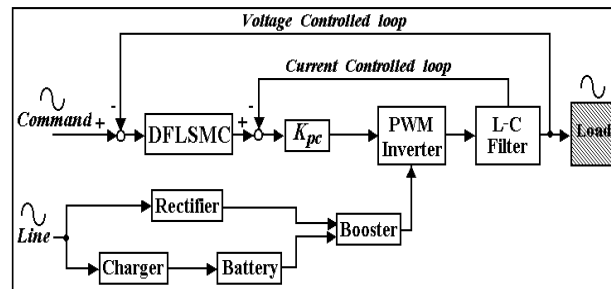 Voltage Controlled loop
Current Controlled loop
Command
+
-
DFLSMC
+
-
Kpc
PWM
Inverter
L-C
Filter
Load
Line
Rectifier
Charger
Battery
Booster